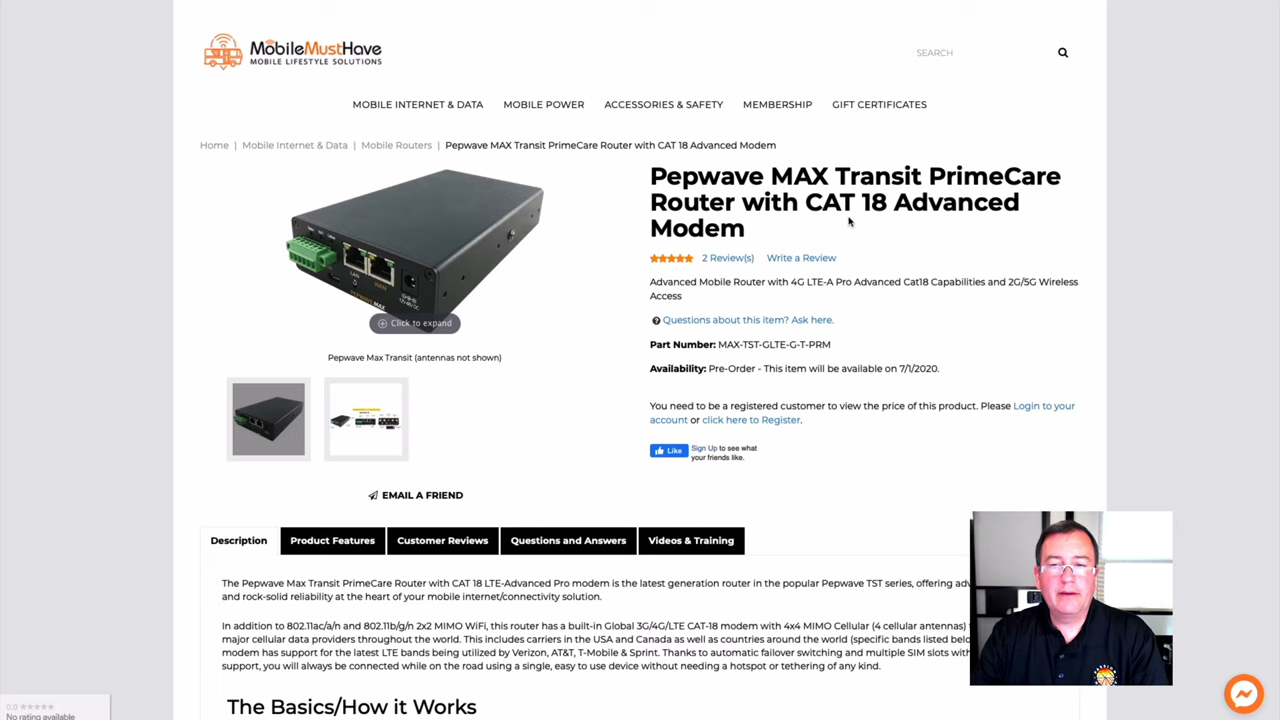 MobileMustHave
MOBILE LIFESTYLE SOLUTIONS
SEARCH
MOBILE INTERNET & DATA MOBILE POWER ACCESSORIES & SAFETY MEMBERSHIP GIFT CERTIFICATES
Home | Mobile Internet & Data | Mobile Routers | Pepwave MAX Transit PrimeCare Router with CAT 18 Advanced Modem
LAN
WAN
PEPWAVE MAX
Click to expand
Pepwave Max Transit (antennas not shown)
EMAIL A FRIEND
Pepwave MAX Transit PrimeCare
Router with CAT 18 Advanced
Modem
2 Review(s) Write a Review
Advanced Mobile Router with 4G LTE-A Pro Advanced Cat18 Capabilities and 2G/5G Wireless
Access
Questions about this item? Ask here.
Part Number: MAX-TST-GLTE-G-T-PRM
Availability: Pre-Order - This item will be available on 7/1/2020.
You need to be a registered customer to view the price of this product. Please Login to your
account or click here to Register.
Like Sign Up to see what
your friends like.
Description Product Features Customer Reviews Questions and Answers Videos & Training
The Pepwave Max Transit PrimeCare Router with CAT 18 LTE-Advanced Pro modem is the latest generation router in the popular Pepwave TST series, offering adv
and rock-solid reliability at the heart of your mobile internet/connectivity solution.
In addition to 802.11ac/a/n and 802.11b/g/n 2x2 MIMO WiFi, this router has a built-in Global 3G/4G/LTE CAT-18 modem with 4x4 MIMO Cellular (4 cellular antennas) t
major cellular data providers throughout the world. This includes carriers in the USA and Canada as well as countries around the world (specific bands listed belo
modem has support for the latest LTE bands being utilized by Verizon, AT&T, T-Mobile & Sprint. Thanks to automatic failover switching and multiple SIM slots with
support, you will always be connected while on the road using a single, easy to use device without needing a hotspot or tethering of any kind.
The Basics/How it Works
0.0
No rating available